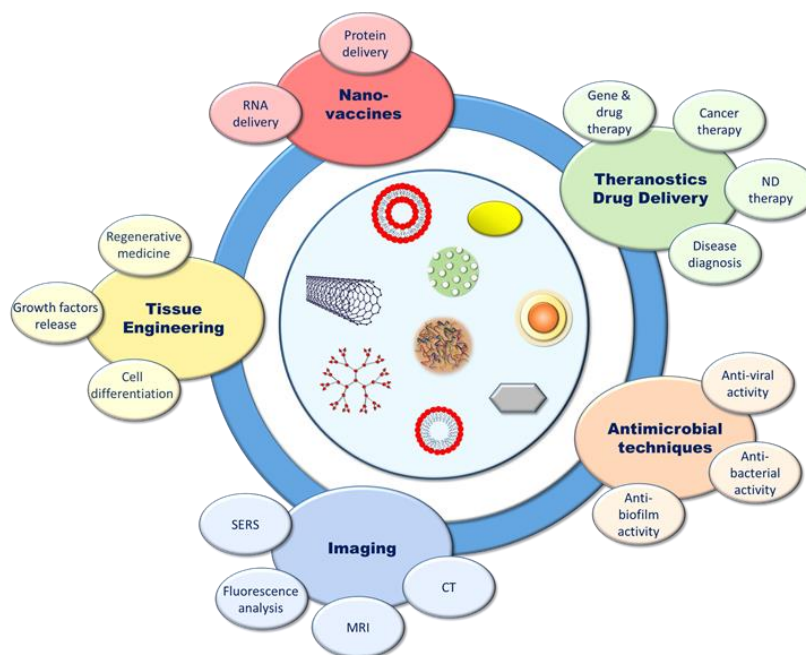 Protein
delivery
RNA
delivery
Nano-
vaccines
Gene &
drug
therapy
Cancer
therapy
ND
therapy
Disease
diagnosis
Theranostics
Drug Delivery
Regenerative
medicine
Growth factors
release
Cell
differentiation
Tissue
Engineering
Anti-viral
activity
Anti-
bacterial
activity
Anti-
biofilm
activity
Antimicrobial
techniques
SERS
Fluorescence
analysis
MRI
CT
Imaging